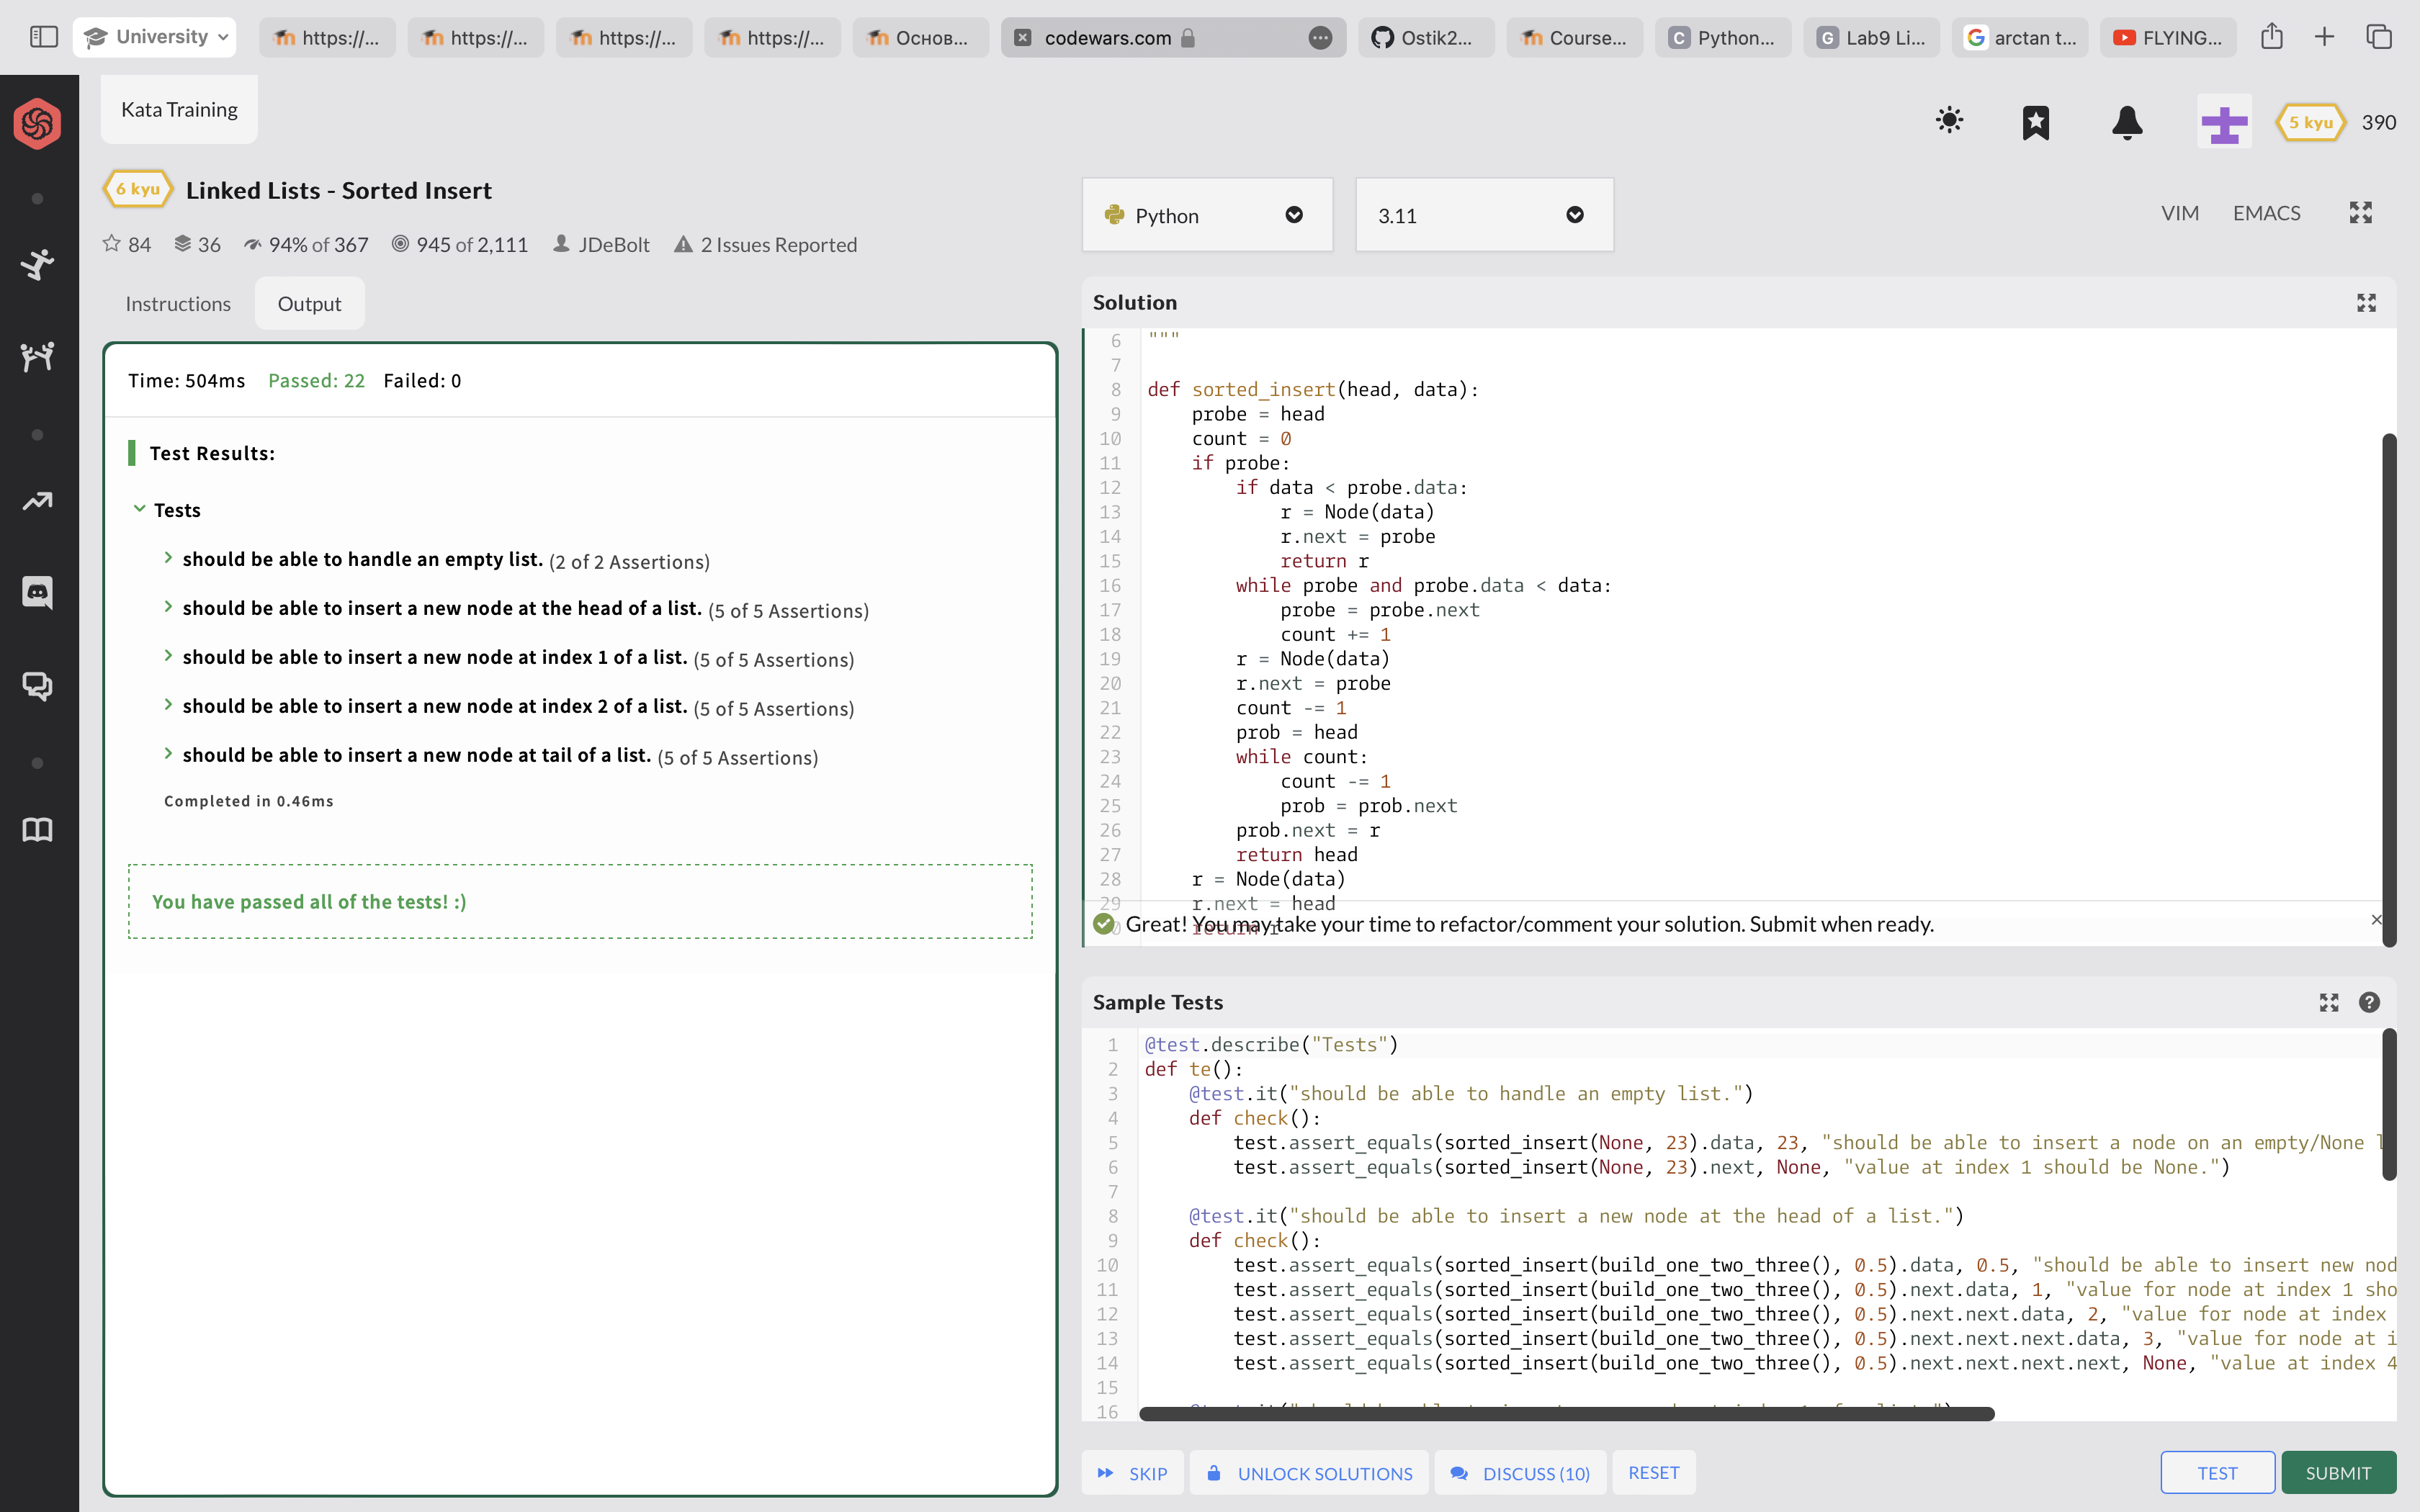 University
https://...
https://...
https://...
https://...
Основ...
codewars.com
Ostik2...
Course...
Python...
Lab9 Li...
arctan t...
FLYING...
Kata Training
5 kyu
390
6 kyu
Linked Lists - Sorted Insert
84
36
94% of 367
945 of 2,111
JDeBolt
2 Issues Reported
Python
3.11
VIM
EMACS
Instructions
Output
Time: 504ms Passed: 22 Failed: 0
Test Results:
Tests
should be able to handle an empty list. (2 of 2 Assertions)
should be able to insert a new node at the head of a list. (5 of 5 Assertions)
should be able to insert a new node at index 1 of a list. (5 of 5 Assertions)
should be able to insert a new node at index 2 of a list. (5 of 5 Assertions)
should be able to insert a new node at tail of a list. (5 of 5 Assertions)
Completed in 0.46ms
You have passed all of the tests! :)
Solution
6 """
7
8 def sorted_insert(head, data):
9 probe = head
10 count = 0
11 if probe:
12 if data < probe.data:
13 r = Node(data)
14 r.next = probe
15 return r
16 while probe and probe.data < data:
17 probe = probe.next
18 count += 1
19 r = Node(data)
20 r.next = probe
21 count -= 1
22 prob = head
23 while count:
24 count -= 1
25 prob = prob.next
26 prob.next = r
27 return head
28 r = Node(data)
29 r.next = head
return r
Great! You may take your time to refactor/comment your solution. Submit when ready.
Sample Tests
1 @test.describe("Tests")
2 def te():
3 @test.it("should be able to handle an empty list.")
4 def check():
5 test.assert_equals(sorted_insert(None, 23).data, 23, "should be able to insert a node on an empty/None l
6 test.assert_equals(sorted_insert(None, 23).next, None, "value at index 1 should be None.")
7
8 @test.it("should be able to insert a new node at the head of a list.")
9 def check():
10 test.assert_equals(sorted_insert(build_one_two_three(), 0.5).data, 0.5, "should be able to insert new nod
11 test.assert_equals(sorted_insert(build_one_two_three(), 0.5).next.data, 1, "value for node at index 1 sho
12 test.assert_equals(sorted_insert(build_one_two_three(), 0.5).next.next.data, 2, "value for node at index
13 test.assert_equals(sorted_insert(build_one_two_three(), 0.5).next.next.next.data, 3, "value for node at i
14 test.assert_equals(sorted_insert(build_one_two_three(), 0.5).next.next.next.next, None, "value at index 4
15
16
SKIP
UNLOCK SOLUTIONS
DISCUSS (10)
RESET
TEST
SUBMIT